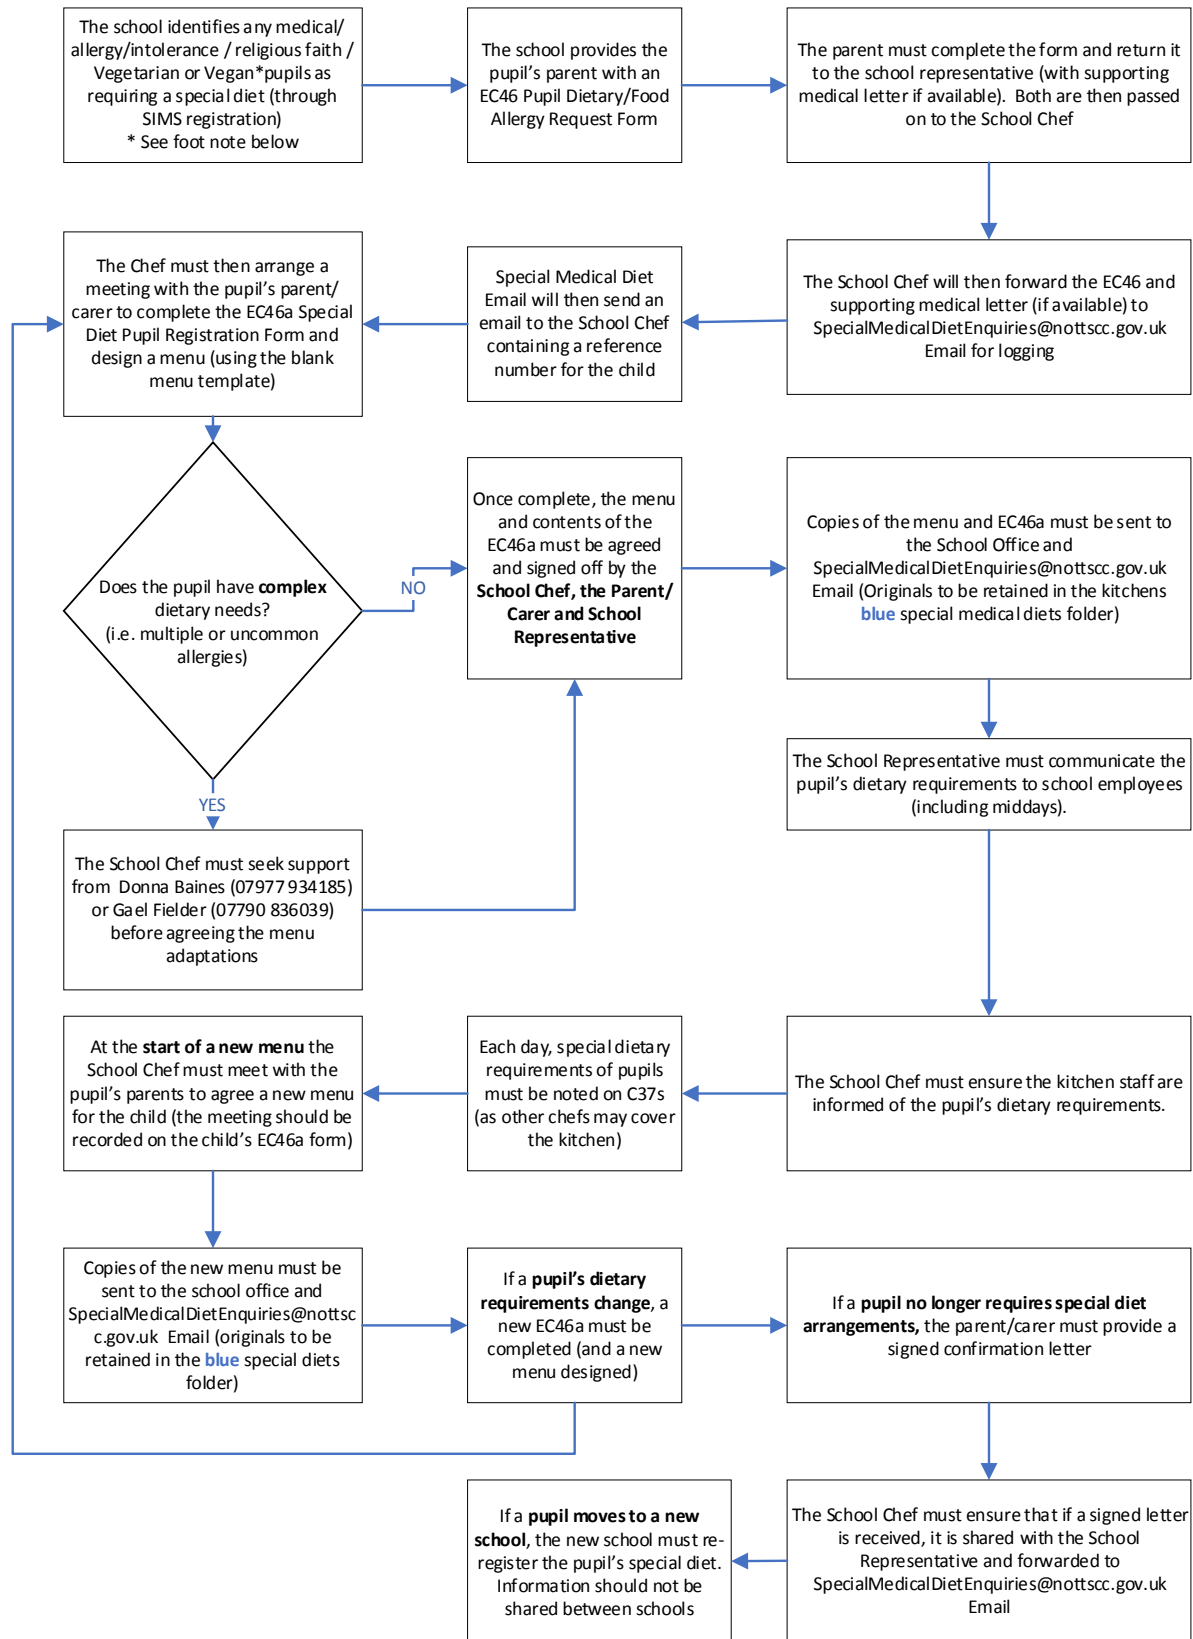 The school identifies any medical/
allergy/intolerance / religious faith /
Vegetarian or Vegan*pupils as
requiring a special diet (through
SIMS registration)
* See foot note below
The school provides the
pupil's parent with an
EC46 Pupil Dietary/Food
Allergy Request Form
The parent must complete the form and return it
to the school representative (with supporting
medical letter if available).  Both are then passed
on to the School Chef
The Chef must then arrange a
meeting with the pupil's parent/
carer to complete the EC46a Special
Diet Pupil Registration Form and
design a menu (using the blank
menu template)
Special Medical Diet
Email will then send an
email to the School Chef
containing a reference
number for the child
The School Chef will then forward the EC46 and
supporting medical letter (if available) to
SpecialMedicalDietEnquiries@nottscc.gov.uk
Email for logging
Does the pupil have complex
dietary needs?
(i.e. multiple or uncommon
allergies)
NO
Once complete, the menu
and contents of the
EC46a must be agreed
and signed off by the
School Chef, the Parent/
Carer and School
Representative
Copies of the menu and EC46a must be sent to
the School Office and
SpecialMedicalDietEnquiries@nottscc.gov.uk
Email (Originals to be retained in the kitchens
blue special medical diets folder)
The School Representative must communicate the
pupil's dietary requirements to school employees
(including middays).
YES
The School Chef must seek support
from  Donna Baines (07977 934185)
or Gael Fielder (07790 836039)
before agreeing the menu
adaptations
At the start of a new menu the
School Chef must meet with the
pupil's parents to agree a new menu
for the child (the meeting should be
recorded on the child's EC46a form)
Each day, special dietary
requirements of pupils
must be noted on C37s
(as other chefs may cover
the kitchen)
The School Chef must ensure the kitchen staff are
informed of the pupil's dietary requirements.
Copies of the new menu must be
sent to the school office and
SpecialMedicalDietEnquiries@nottsc
c.gov.uk  Email (originals to be
retained in the blue special diets
folder)
If a pupil's dietary
requirements change, a
new EC46a must be
completed (and a new
menu designed)
If a pupil no longer requires special diet
arrangements, the parent/carer must provide a
signed confirmation letter
If a pupil moves to a new
school, the new school must re-
register the pupil's special diet.
Information should not be
shared between schools
The School Chef must ensure that if a signed letter
is received, it is shared with the School
Representative and forwarded to
SpecialMedicalDietEnquiries@nottscc.gov.uk
Email